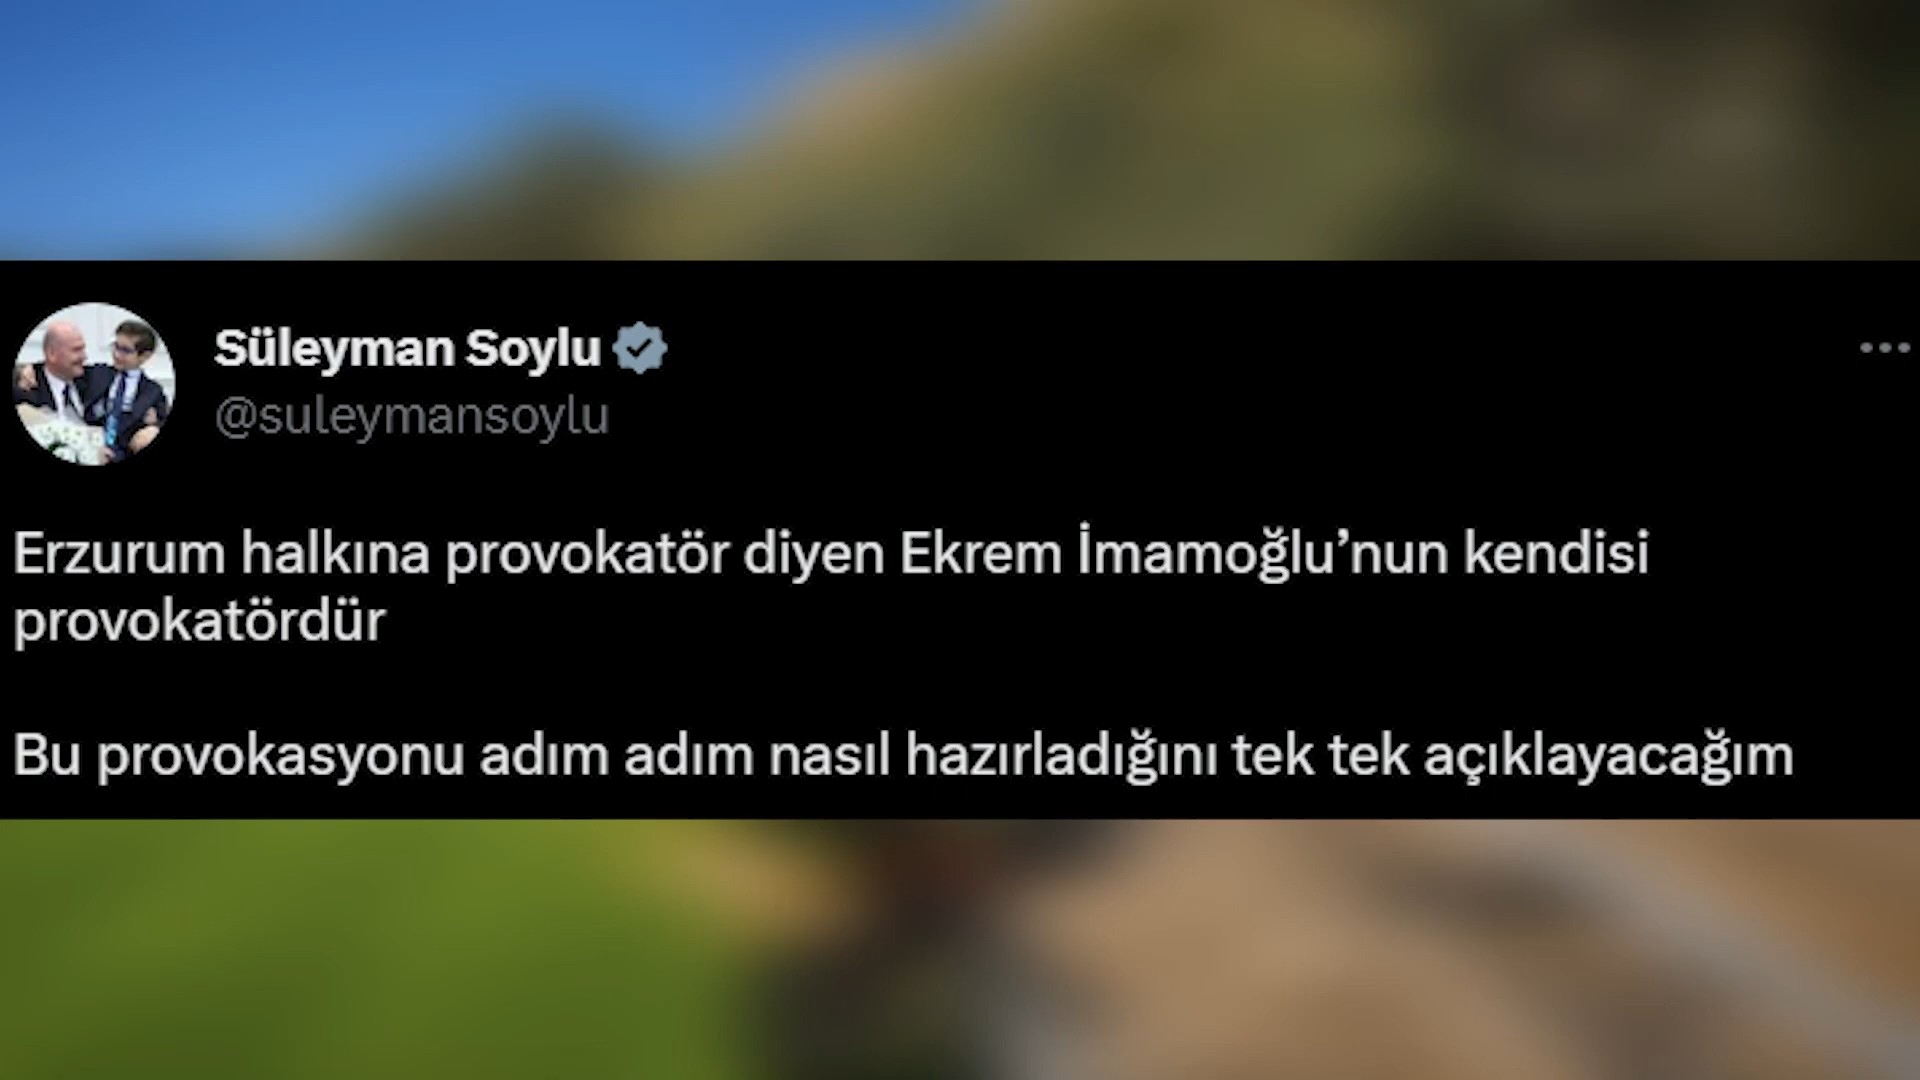 Süleyman Soylu
@suleymansoylu
Erzurum halkına provokatör diyen Ekrem İmamoğlu’nun kendisi
provokatördür
Bu provokasyonu adım adım nasıl hazırladığını tek tek açıklayacağım